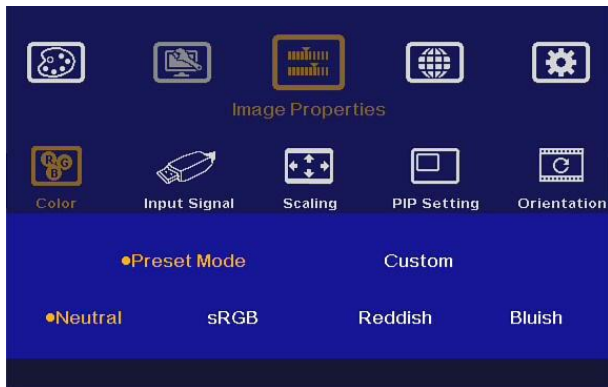 Image Properties
R G B
Color Input Signal Scaling PIP Setting Orientation
•Preset Mode Custom
•Neutral sRGB Reddish Bluish